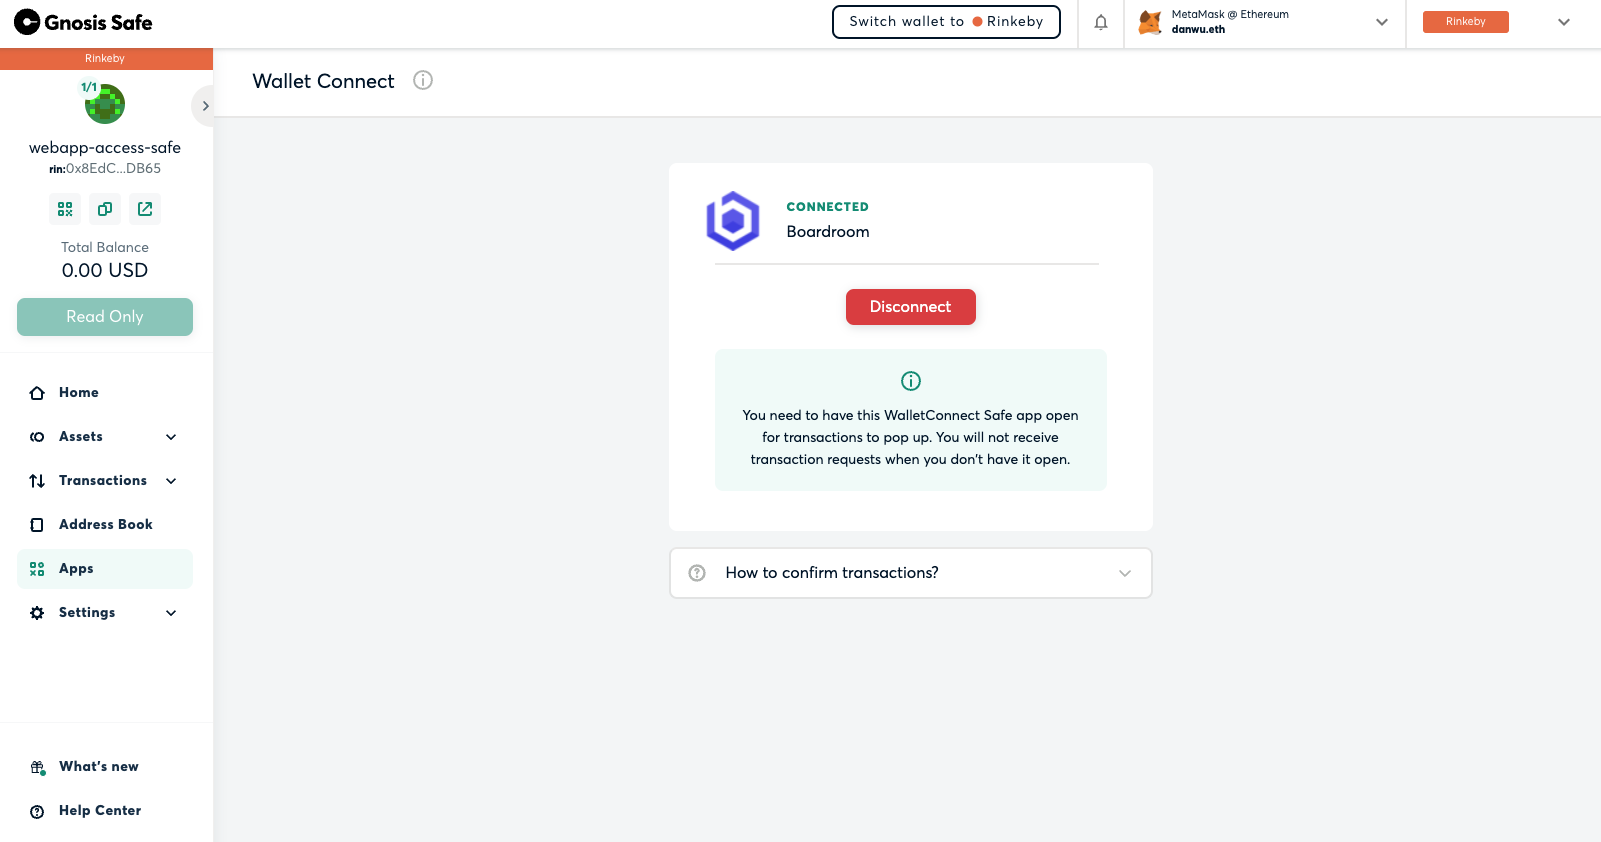 Gnosis Safe
Switch wallet to Rinkeby
MetaMask @ Ethereum
danwu.eth
Rinkeby
Rinkeby
1/1
webapp-access-safe
rin:0x8EdC...DB65
Total Balance
0.00 USD
Read Only
Home
Assets
Transactions
Address Book
Apps
Settings
What's new
Help Center
Wallet Connect
CONNECTED
Boardroom
Disconnect
You need to have this WalletConnect Safe app open
for transactions to pop up. You will not receive
transaction requests when you don't have it open.
How to confirm transactions?